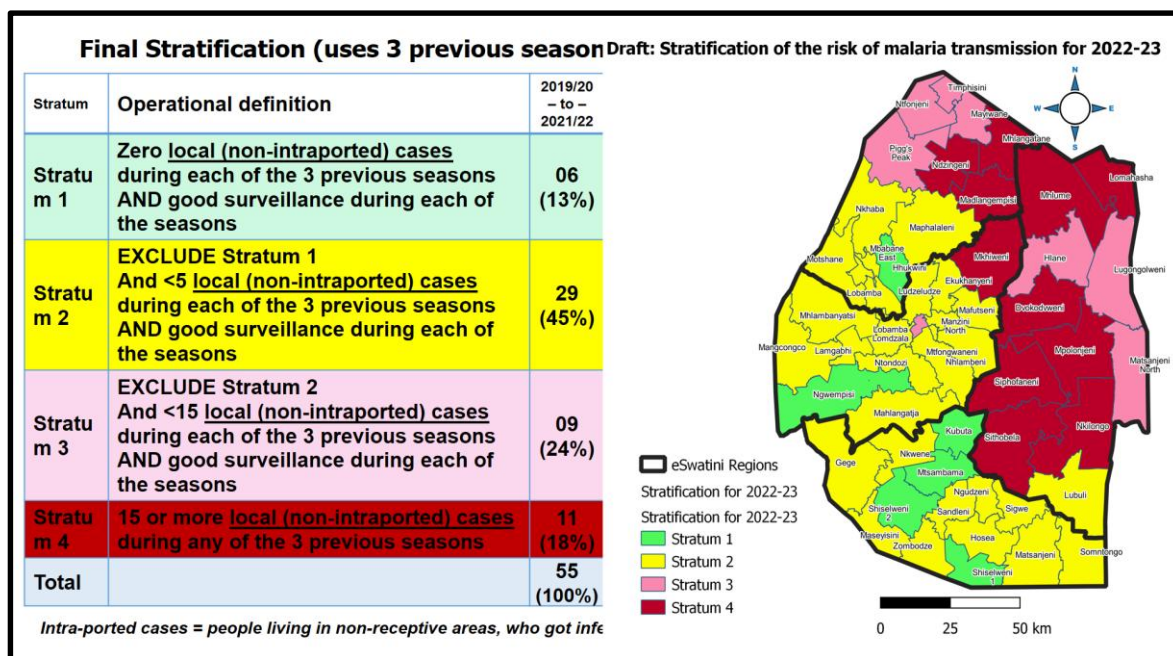 Final Stratification (uses 3 previous season
Stratum
Operational definition
2019/20
– to –
2021/22
Stratu
m 1
Zero local (non-intraported) cases
during each of the 3 previous seasons
AND good surveillance during each of
the seasons
06
(13%)
Stratu
m 2
EXCLUDE Stratum 1
And <5 local (non-intraported) cases
during each of the 3 previous seasons
AND good surveillance during each of
the seasons
29
(45%)
Stratu
m 3
EXCLUDE Stratum 2
And <15 local (non-intraported) cases
during each of the 3 previous seasons
AND good surveillance during each of
the seasons
09
(24%)
Stratu
m 4
15 or more local (non-intraported) cases
during any of the 3 previous seasons
11
(18%)
Total
55
(100%)
Intra-ported cases = people living in non-receptive areas, who got infe
Draft: Stratification of the risk of malaria transmission for 2022-23
N
W
E
S
Timphisini
Ntfonjeni
Mayiwane
Mhlangatane
Pigg's
Peak
Ndzingeni
Lomahasha
Mhlume
Madlangempisi
Nkhaba
Maphalaleni
Mbabane
East
Motshane
Hhukwini
Mkhiweni
Hlane
Lugongolweni
Lobamba
Ludzeludze
Ekukhanyeni
Dvokodvweni
Mhlambanyatsi
Mafutseni
Lobamba
Lomdzala
Manzini
North
Mangcongco
Lamgabhi
Mtfongwaneni
Nhlambeni
Mpolonjeni
Ntondozi
Matsanjeni
North
Ngwempisi
Siphofaneni
Mahlangatja
Kubuta
Sithobela
Nkilongo
Gege
Nkwene
Mtsambama
Lubuli
Ngudzeni
Shiselweni
2
Sandleni
Sigwe
Maseyisini
Zombodze
Hosea
Matsanjeni
Somntongo
Shiselweni
1
eSwatini Regions
Stratification for 2022-23
Stratification for 2022-23
Stratum 1
Stratum 2
Stratum 3
Stratum 4
0
25
50 km